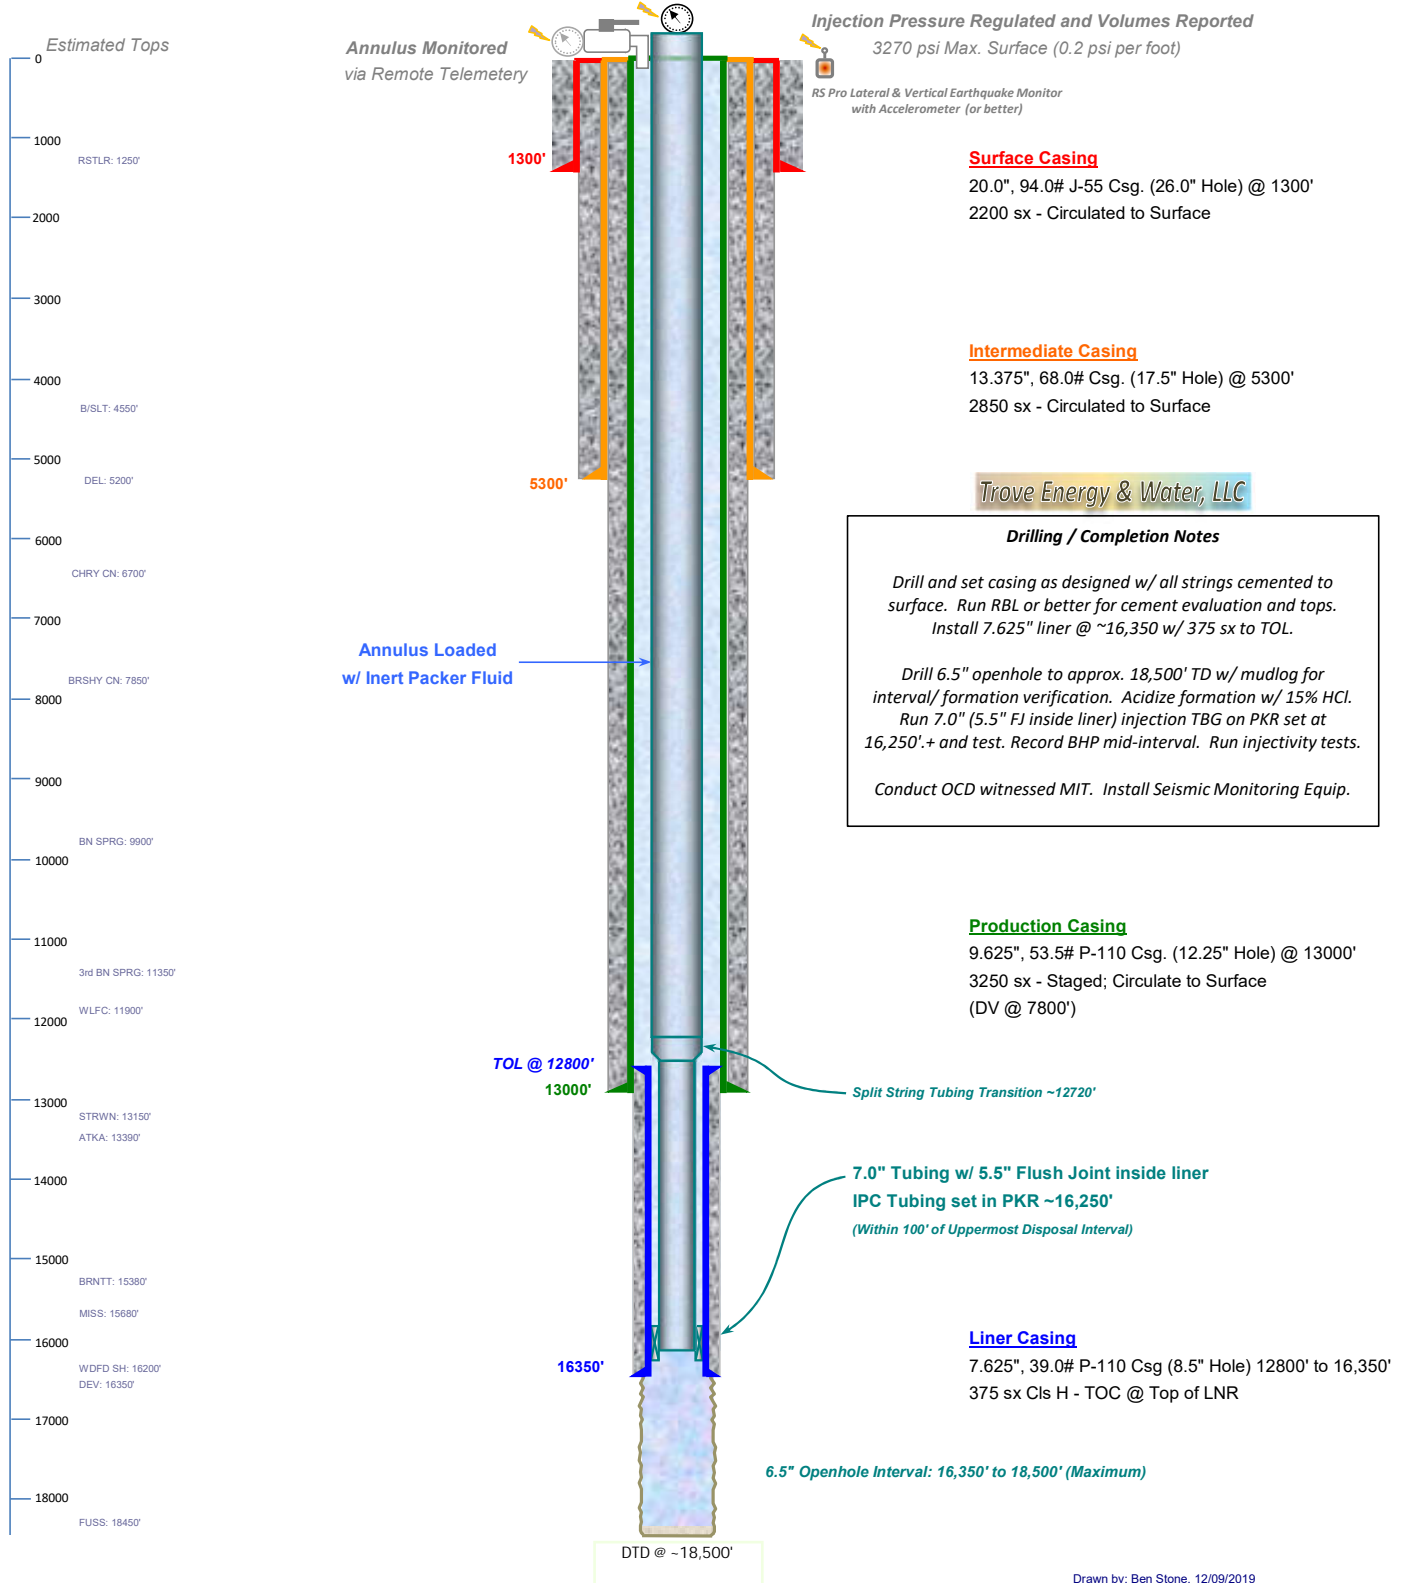 Estimated Tops
Annulus Monitored
via Remote Telemetery
Injection Pressure Regulated and Volumes Reported
3270 psi Max. Surface (0.2 psi per foot)
RS Pro Lateral & Vertical Earthquake Monitor
with Accelerometer (or better)
0
1000
RSTLR: 1250'
2000
3000
4000
B/SLT: 4550'
5000
DEL: 5200'
6000
CHRY CN: 6700'
7000
BRSHY CN: 7850'
8000
9000
BN SPRG: 9900'
10000
11000
3rd BN SPRG: 11350'
WLFC: 11900'
12000
13000
STRWN: 13150'
ATKA: 13390'
14000
15000
BRNTT: 15380'
MISS: 15680'
16000
WDFD SH: 16200'
DEV: 16350'
17000
18000
FUSS: 18450'
1300'
5300'
Annulus Loaded
w/ Inert Packer Fluid
TOL @ 12800'
13000'
16350'
Surface Casing
20.0", 94.0# J-55 Csg. (26.0" Hole) @ 1300'
2200 sx - Circulated to Surface
Intermediate Casing
13.375", 68.0# Csg. (17.5" Hole) @ 5300'
2850 sx - Circulated to Surface
Trove Energy & Water, LLC
Drilling / Completion Notes
Drill and set casing as designed w/ all strings cemented to
surface. Run RBL or better for cement evaluation and tops.
Install 7.625" liner @ ~16,350 w/ 375 sx to TOL.
Drill 6.5" openhole to approx. 18,500' TD w/ mudlog for
interval/ formation verification. Acidize formation w/ 15% HCl.
Run 7.0" (5.5" FJ inside liner) injection TBG on PKR set at
16,250'.+ and test. Record BHP mid-interval. Run injectivity tests.
Conduct OCD witnessed MIT. Install Seismic Monitoring Equip.
Production Casing
9.625", 53.5# P-110 Csg. (12.25" Hole) @ 13000'
3250 sx - Staged; Circulate to Surface
(DV @ 7800')
Split String Tubing Transition ~12720'
7.0" Tubing w/ 5.5" Flush Joint inside liner
IPC Tubing set in PKR ~16,250'
(Within 100' of Uppermost Disposal Interval)
Liner Casing
7.625", 39.0# P-110 Csg (8.5" Hole) 12800' to 16,350'
375 sx Cls H - TOC @ Top of LNR
6.5" Openhole Interval: 16,350' to 18,500' (Maximum)
DTD @ ~18,500'
Drawn by: Ben Stone, 12/09/2019